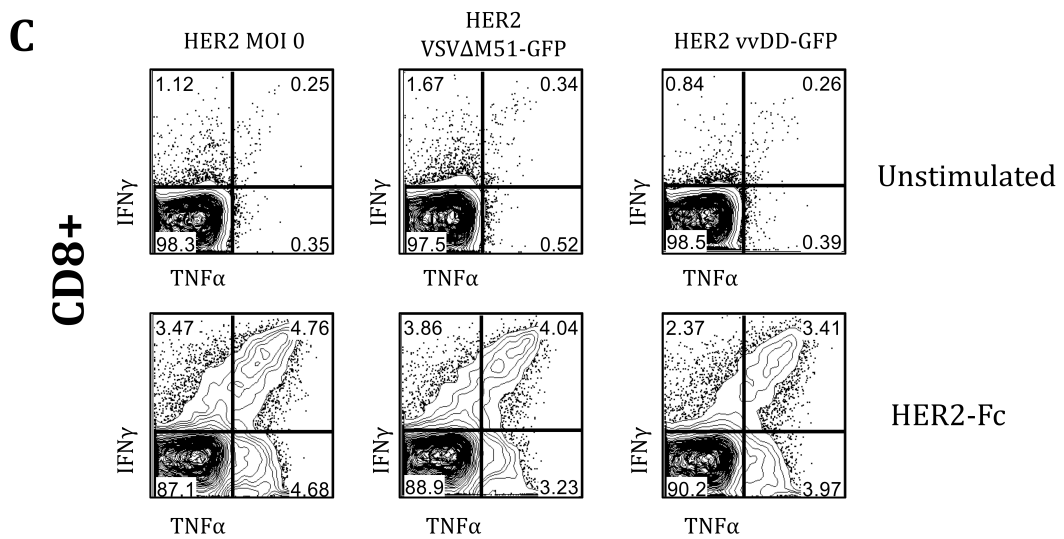 C
HER2 MOI 0
HER2
VSVΔM51-GFP
HER2 vvDD-GFP
CD8+
1.12 0.25
98.3 0.35
IFNγ
TNFα
1.67 0.34
97.5 0.52
IFNγ
TNFα
0.84 0.26
98.5 0.39
IFNγ
TNFα
Unstimulated
3.47 4.76
87.1 4.68
IFNγ
TNFα
3.86 4.04
88.9 3.23
IFNγ
TNFα
2.37 3.41
90.2 3.97
IFNγ
TNFα
HER2-Fc